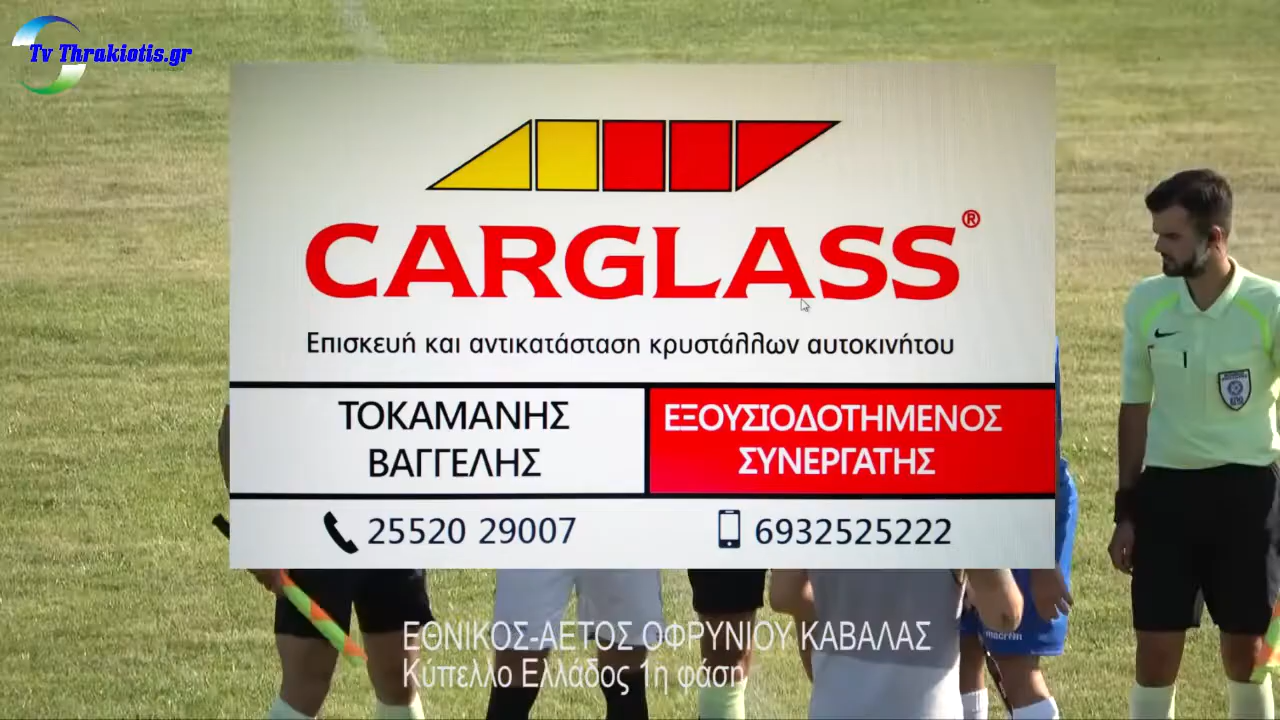 Tv Thrakiotis.gr
CARGLASS®
Επισκευή και αντικατάσταση κρυστάλλων αυτοκινήτου
ΤΟΚΑΜΑΝΗΣ
ΒΑΓΓΕΛΗΣ
ΕΞΟΥΣΙΟΔΟΤΗΜΕΝΟΣ
ΣΥΝΕΡΓΑΤΗΣ
25520 29007
6932525222
ΕΘΝΙΚΟΣ-ΑΕΤΟΣ ΟΦΡΥΝΙΟΥ ΚΑΒΑΛΑΣ
Κύπελλο Ελλάδος 1η φάση
macron